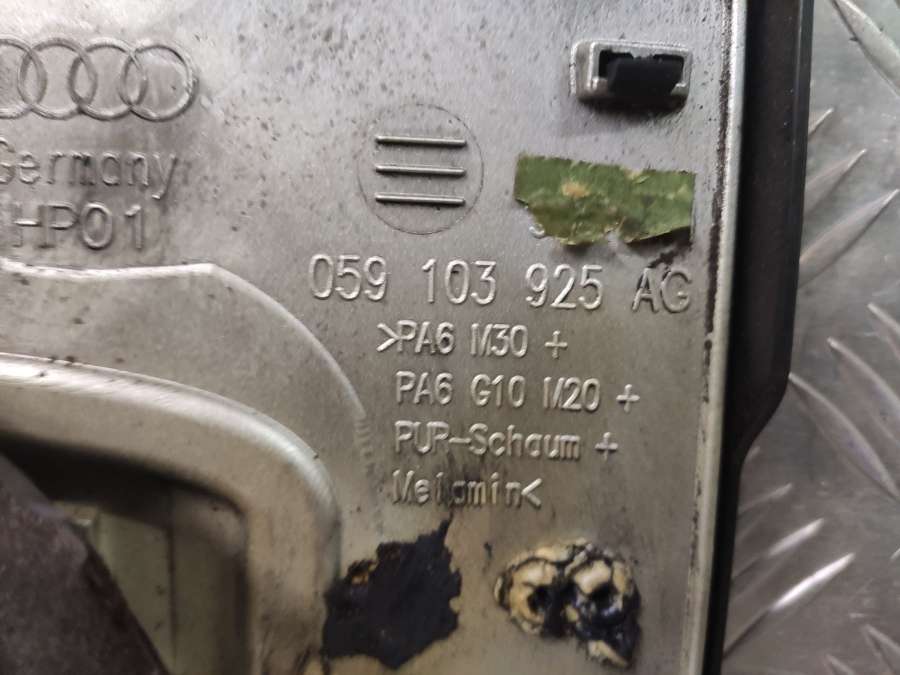 Germany
HP01
059 103 925 AG
>PA6 M30 +
PA6 G10 M20 +
PUR-Schaum +
Melamin<